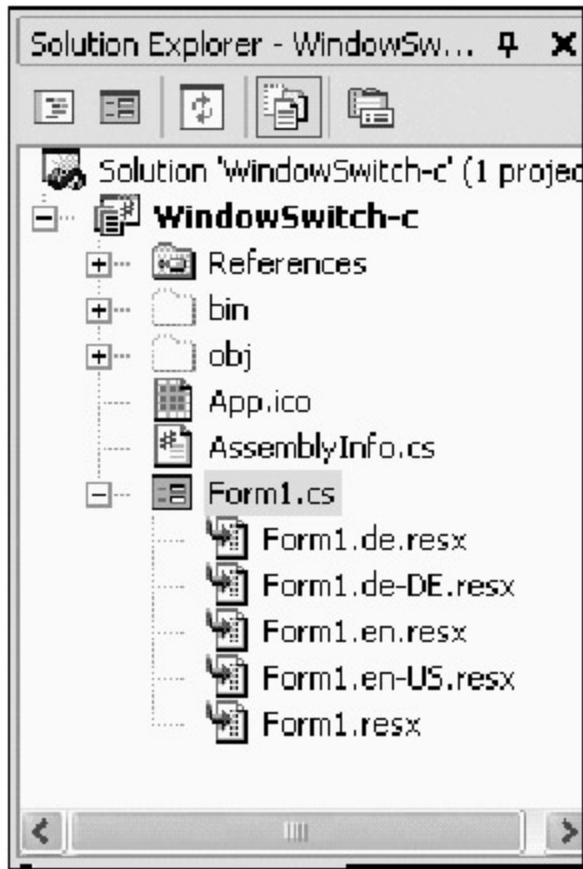 Solution Explorer - WindowSw...
Solution 'WindowSwitch-c' (1 projec
WindowSwitch-c
References
bin
obj
App.ico
AssemblyInfo.cs
Form1.cs
Form1.de.resx
Form1.de-DE.resx
Form1.en.resx
Form1.en-US.resx
Form1.resx